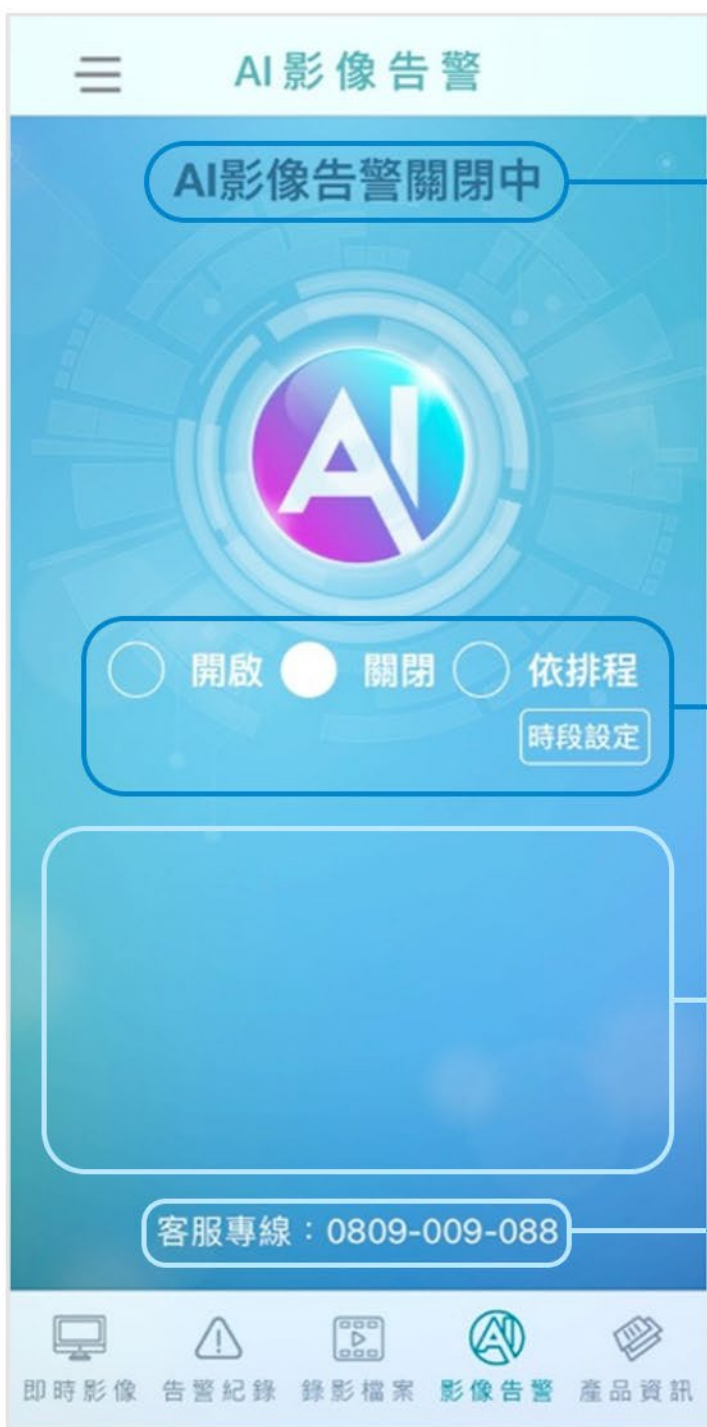 AI影像告警
AI影像告警關閉中
AI
開啟 關閉 依排程
時段設定
客服專線：0809-009-088
AI
即時影像 告警紀錄 錄影檔案 影像告警 產品資訊